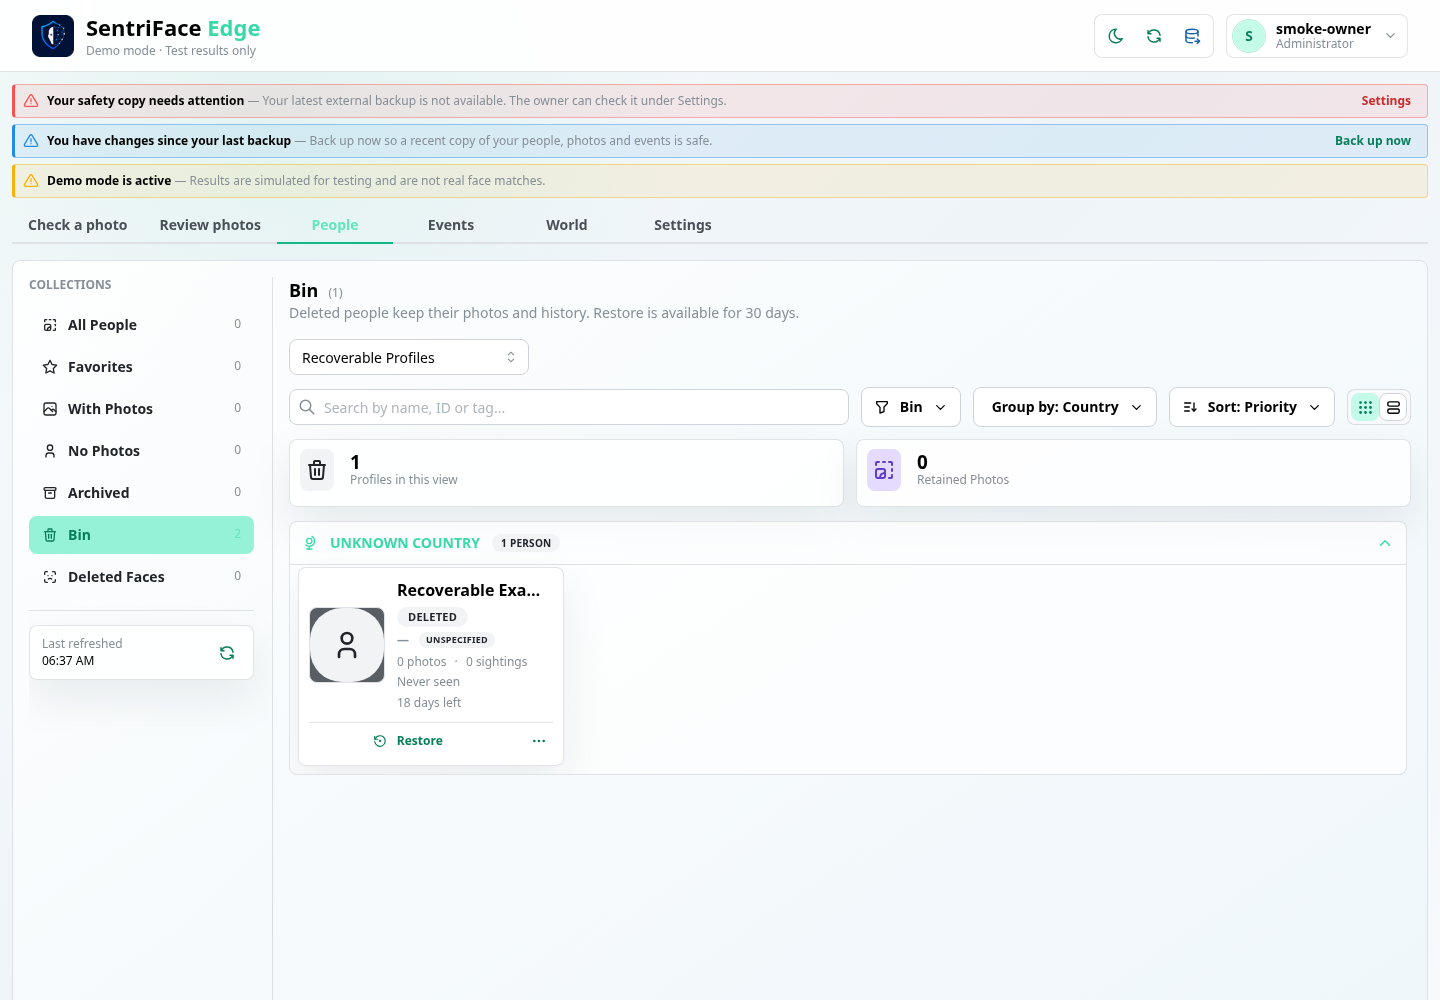 SentriFace Edge
Demo mode · Test results only
S
smoke-owner
Administrator
Your safety copy needs attention — Your latest external backup is not available. The owner can check it under Settings.
Settings
You have changes since your last backup — Back up now so a recent copy of your people, photos and events is safe.
Back up now
Demo mode is active — Results are simulated for testing and are not real face matches.
Check a photo
Review photos
People
Events
World
Settings
COLLECTIONS
All People 0
Favorites 0
With Photos 0
No Photos 0
Archived 0
Bin 2
Deleted Faces 0
Last refreshed
06:37 AM
Bin (1)
Deleted people keep their photos and history. Restore is available for 30 days.
Recoverable Profiles
Search by name, ID or tag...
Bin
Group by: Country
Sort: Priority
1
Profiles in this view
0
Retained Photos
UNKNOWN COUNTRY 1 PERSON
Recoverable Exa...
DELETED
— UNSPECIFIED
0 photos · 0 sightings
Never seen
18 days left
Restore